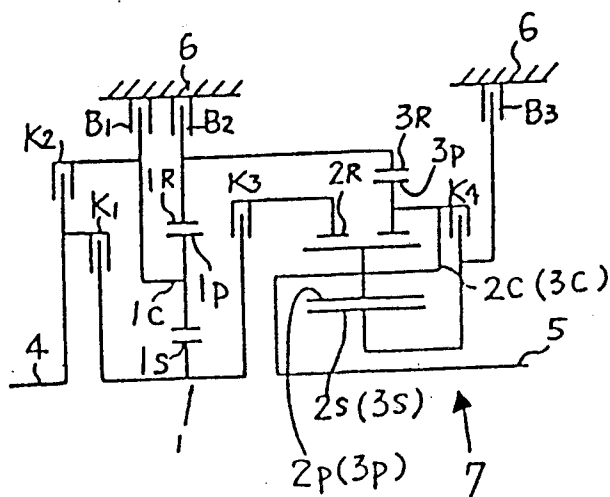 6
6
B1
B2
B3
K2
3R
3P
1R
K3
2R
K4
K1
1P
1C
2C (3C)
1S
4
5
2S (3S)
1
2P (3P)
7